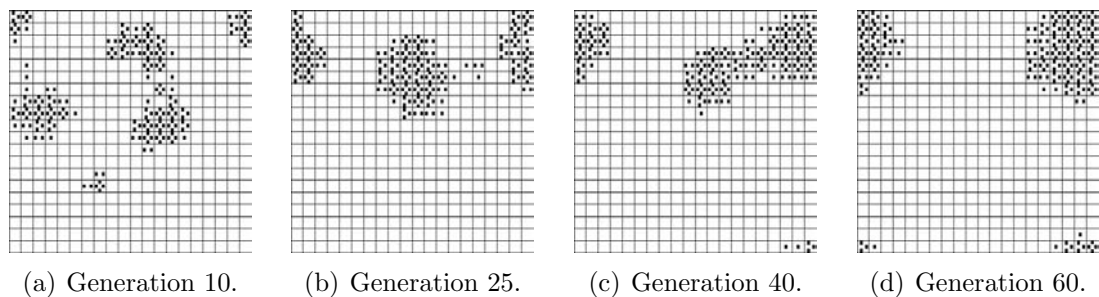 (a) Generation 10.
(b) Generation 25.
(c) Generation 40.
(d) Generation 60.